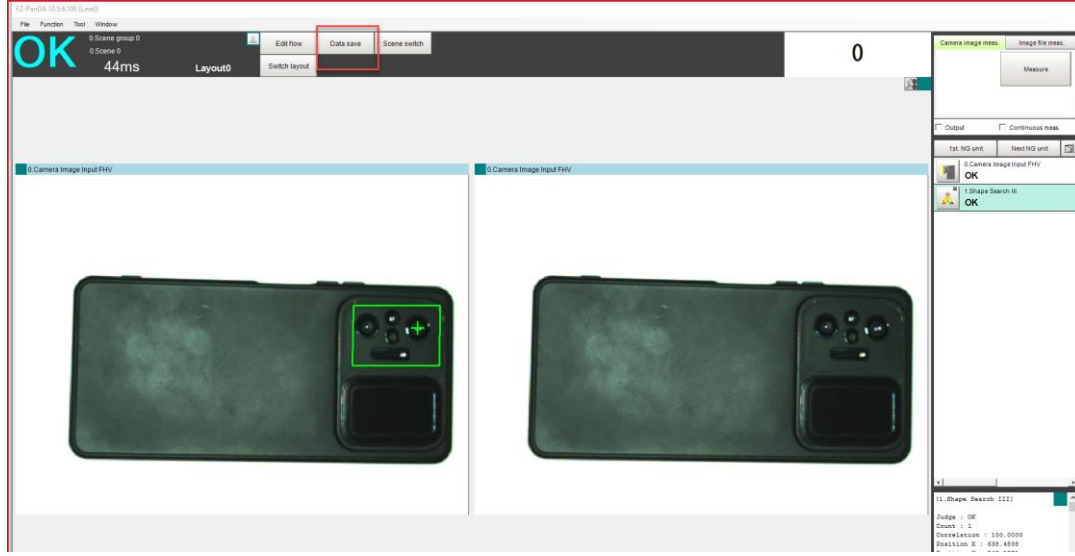 FZ-PanDA 10.5.6.100 (Line0)
File Function Tool Window
OK
0.Scene group 0
0.Scene 0
44ms
Layout0
Edit flow
Data save
Scene switch
Switch layout
0
Camera image meas.
Image file meas.
Measure
Output
Continuous meas.
1st. NG unit
Next NG unit
0.Camera Image Input FHV
OK
1.Shape Search III
OK
0.Camera Image Input FHV
0.Camera Image Input FHV
[1.Shape Search III]
Judge : OK
Count : 1
Correlation : 100.0000
Position X : 608.4808